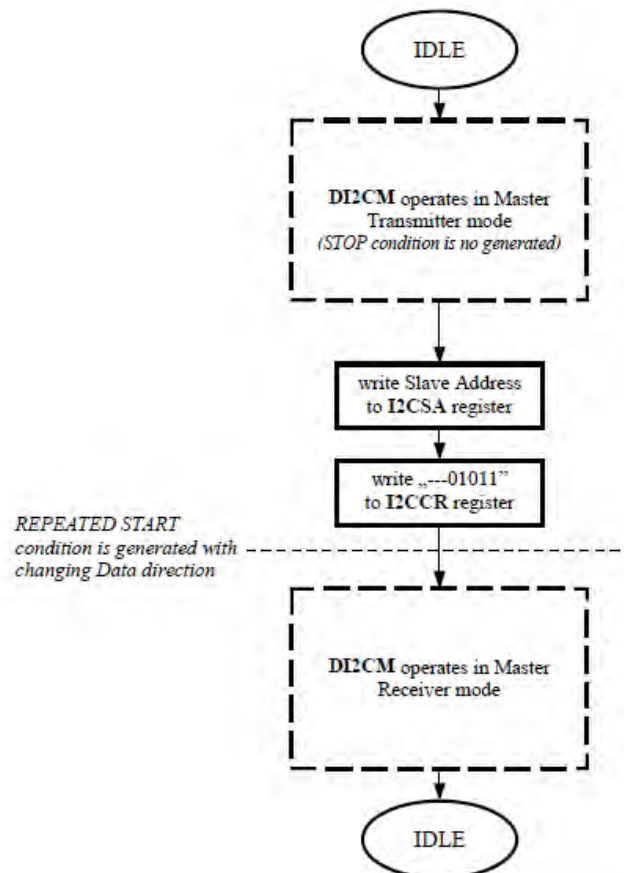 IDLE
DI2CM operates in Master
Transmitter mode
(STOP condition is no generated)
write Slave Address
to I2CSA register
write „---01011”
to I2CCR register
REPEATED START
condition is generated with
changing Data direction
DI2CM operates in Master
Receiver mode
IDLE